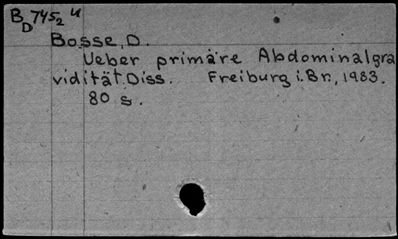 B D 745₂ u
Bosse, D.
Ueber primäre Abdominalgra
vidität. Diss. Freiburg i. Br., 1983.
80 s.